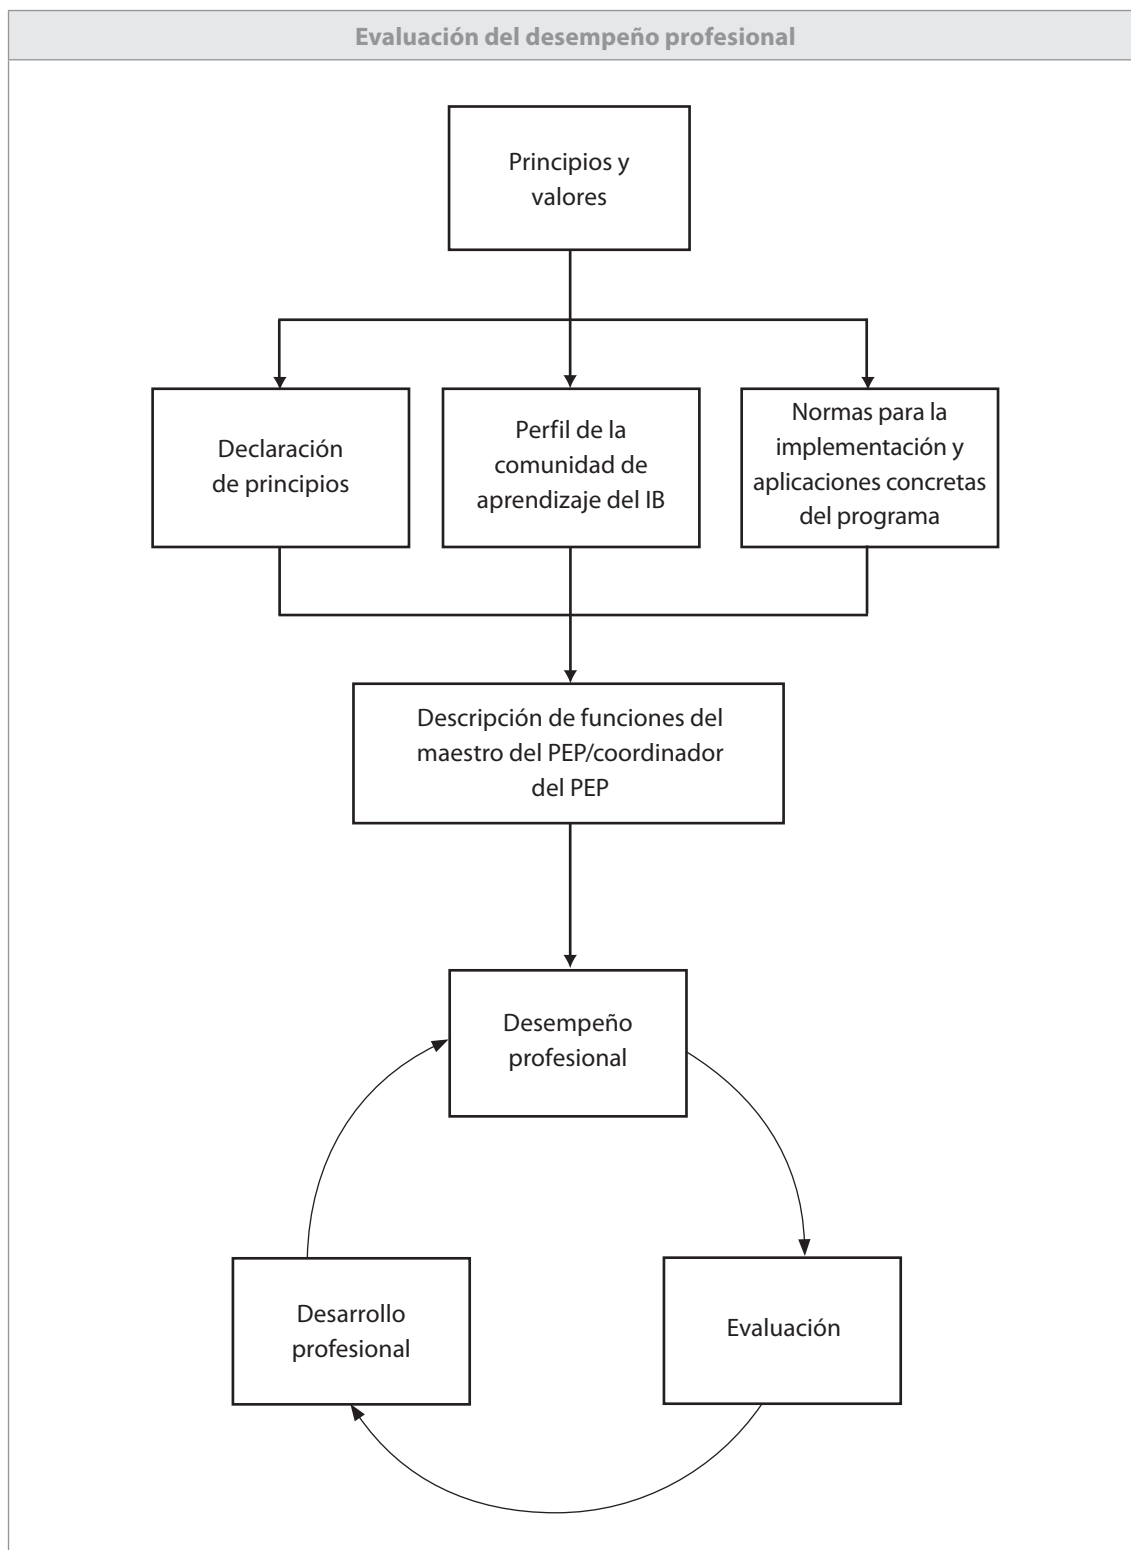 Evaluación del desempeño profesional
Principios y
valores
Declaración
de principios
Perfil de la
comunidad de
aprendizaje del IB
Normas para la
implementación y
aplicaciones concretas
del programa
Descripción de funciones del
maestro del PEP/coordinador
del PEP
Desempeño
profesional
Desarrollo
profesional
Evaluación